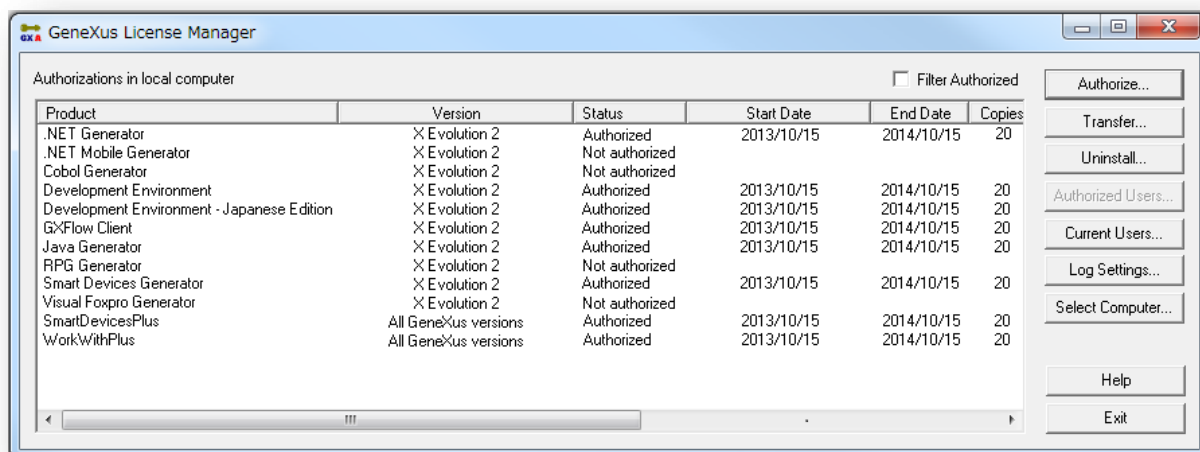 GXA GeneXus License Manager
Authorizations in local computer Filter Authorized
Product Version Status Start Date End Date Copies
.NET Generator X Evolution 2 Authorized 2013/10/15 2014/10/15 20
.NET Mobile Generator X Evolution 2 Not authorized
Cobol Generator X Evolution 2 Not authorized
Development Environment X Evolution 2 Authorized 2013/10/15 2014/10/15 20
Development Environment - Japanese Edition X Evolution 2 Authorized 2013/10/15 2014/10/15 20
GXFlow Client X Evolution 2 Authorized 2013/10/15 2014/10/15 20
Java Generator X Evolution 2 Authorized 2013/10/15 2014/10/15 20
RPG Generator X Evolution 2 Not authorized
Smart Devices Generator X Evolution 2 Authorized 2013/10/15 2014/10/15 20
Visual Foxpro Generator X Evolution 2 Not authorized
SmartDevicesPlus All GeneXus versions Authorized 2013/10/15 2014/10/15 20
WorkWithPlus All GeneXus versions Authorized 2013/10/15 2014/10/15 20
Authorize...
Transfer...
Uninstall...
Authorized Users...
Current Users...
Log Settings...
Select Computer...
Help
Exit